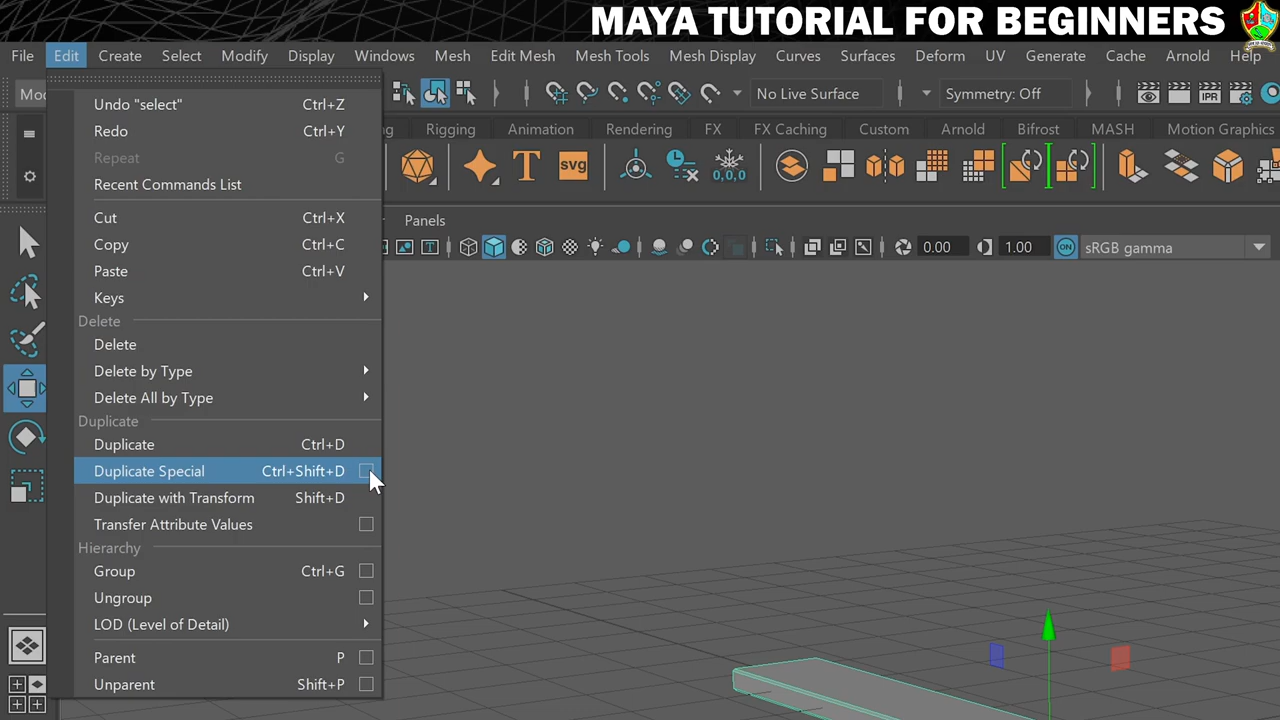 MAYA TUTORIAL FOR BEGINNERS
File Edit Create Select Modify Display Windows Mesh Edit Mesh Mesh Tools Mesh Display Curves Surfaces Deform UV Generate Cache Arnold Help
No Live Surface Symmetry: Off
Rigging Animation Rendering FX FX Caching Custom Arnold Bifrost MASH Motion Graphics
T svg 0,0,0 IPR
Panels
0.00 1.00 ON sRGB gamma
Undo "select" Ctrl+Z
Redo Ctrl+Y
Repeat G
Recent Commands List
Cut Ctrl+X
Copy Ctrl+C
Paste Ctrl+V
Keys
Delete
Delete
Delete by Type
Delete All by Type
Duplicate
Duplicate Ctrl+D
Duplicate Special Ctrl+Shift+D
Duplicate with Transform Shift+D
Transfer Attribute Values
Hierarchy
Group Ctrl+G
Ungroup
LOD (Level of Detail)
Parent P
Unparent Shift+P